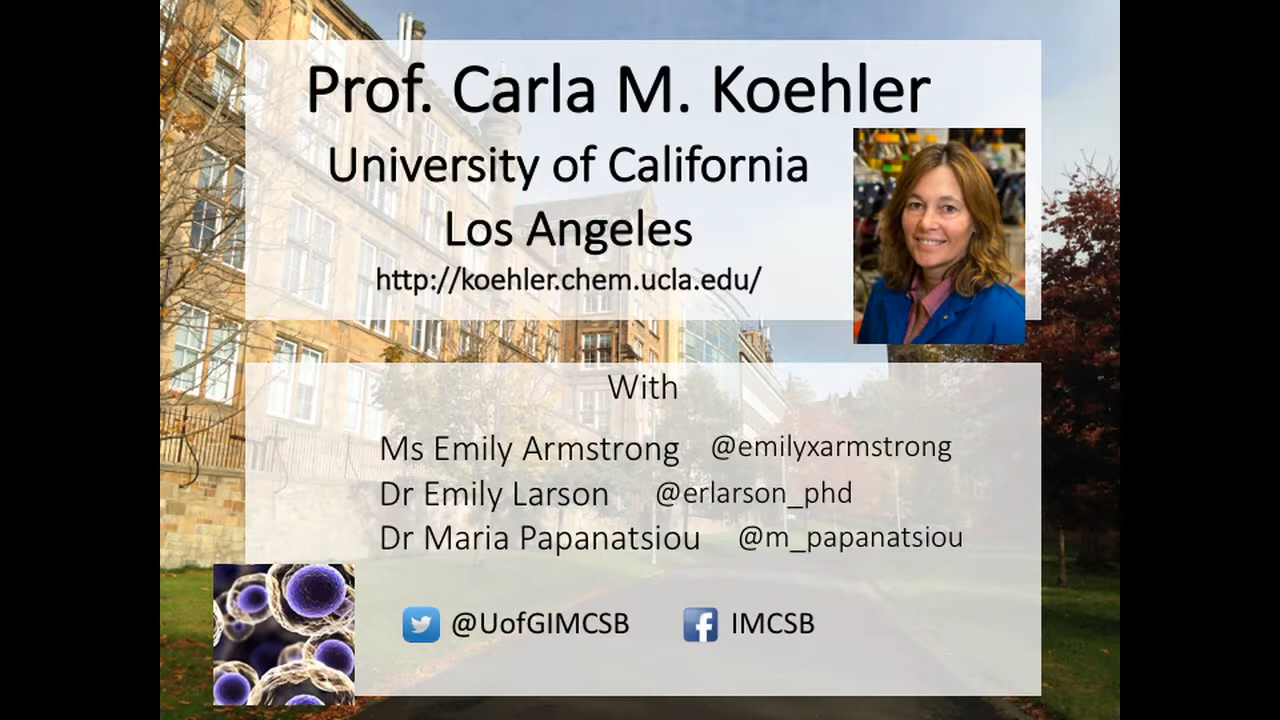 Prof. Carla M. Koehler
University of California
Los Angeles
http://koehler.chem.ucla.edu/
With
Ms Emily Armstrong @emilyxarmstrong
Dr Emily Larson @erlarson_phd
Dr Maria Papanatsiou @m_papanatsiou
@UofGIMCSB IMCSB